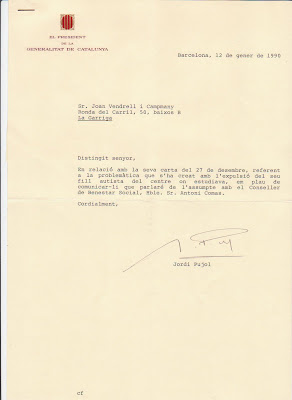 EL PRESIDENT
DE LA
GENERALITAT DE CATALUNYA
Barcelona, 12 de gener de 1990
Sr. Joan Vendrell i Campmany
Ronda del Carril, 50, baixos B
La Garriga
Distingit senyor,
En relació amb la seva carta del 27 de desembre, referent
a la problemàtica que s'ha creat amb l'expulsió del seu
fill autista del centre on estudiava, em plau de
comunicar-li que parlaré de l'assumpte amb el Conseller
de Benestar Social, Hble. Sr. Antoni Comas.
Cordialment,
Jordi Pujol
cf